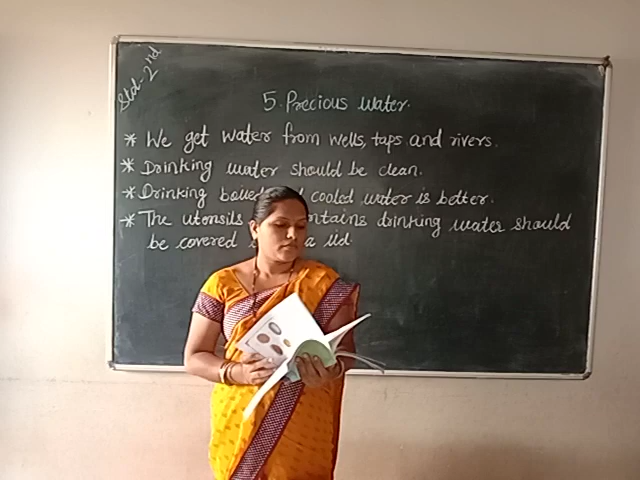 Std-2nd
5. Precious water.
* We get water from wells, taps and rivers.
* Drinking water should be clean.
* Drinking boiled cooled water is better.
* The utensils drinking water should
be covered a lid.